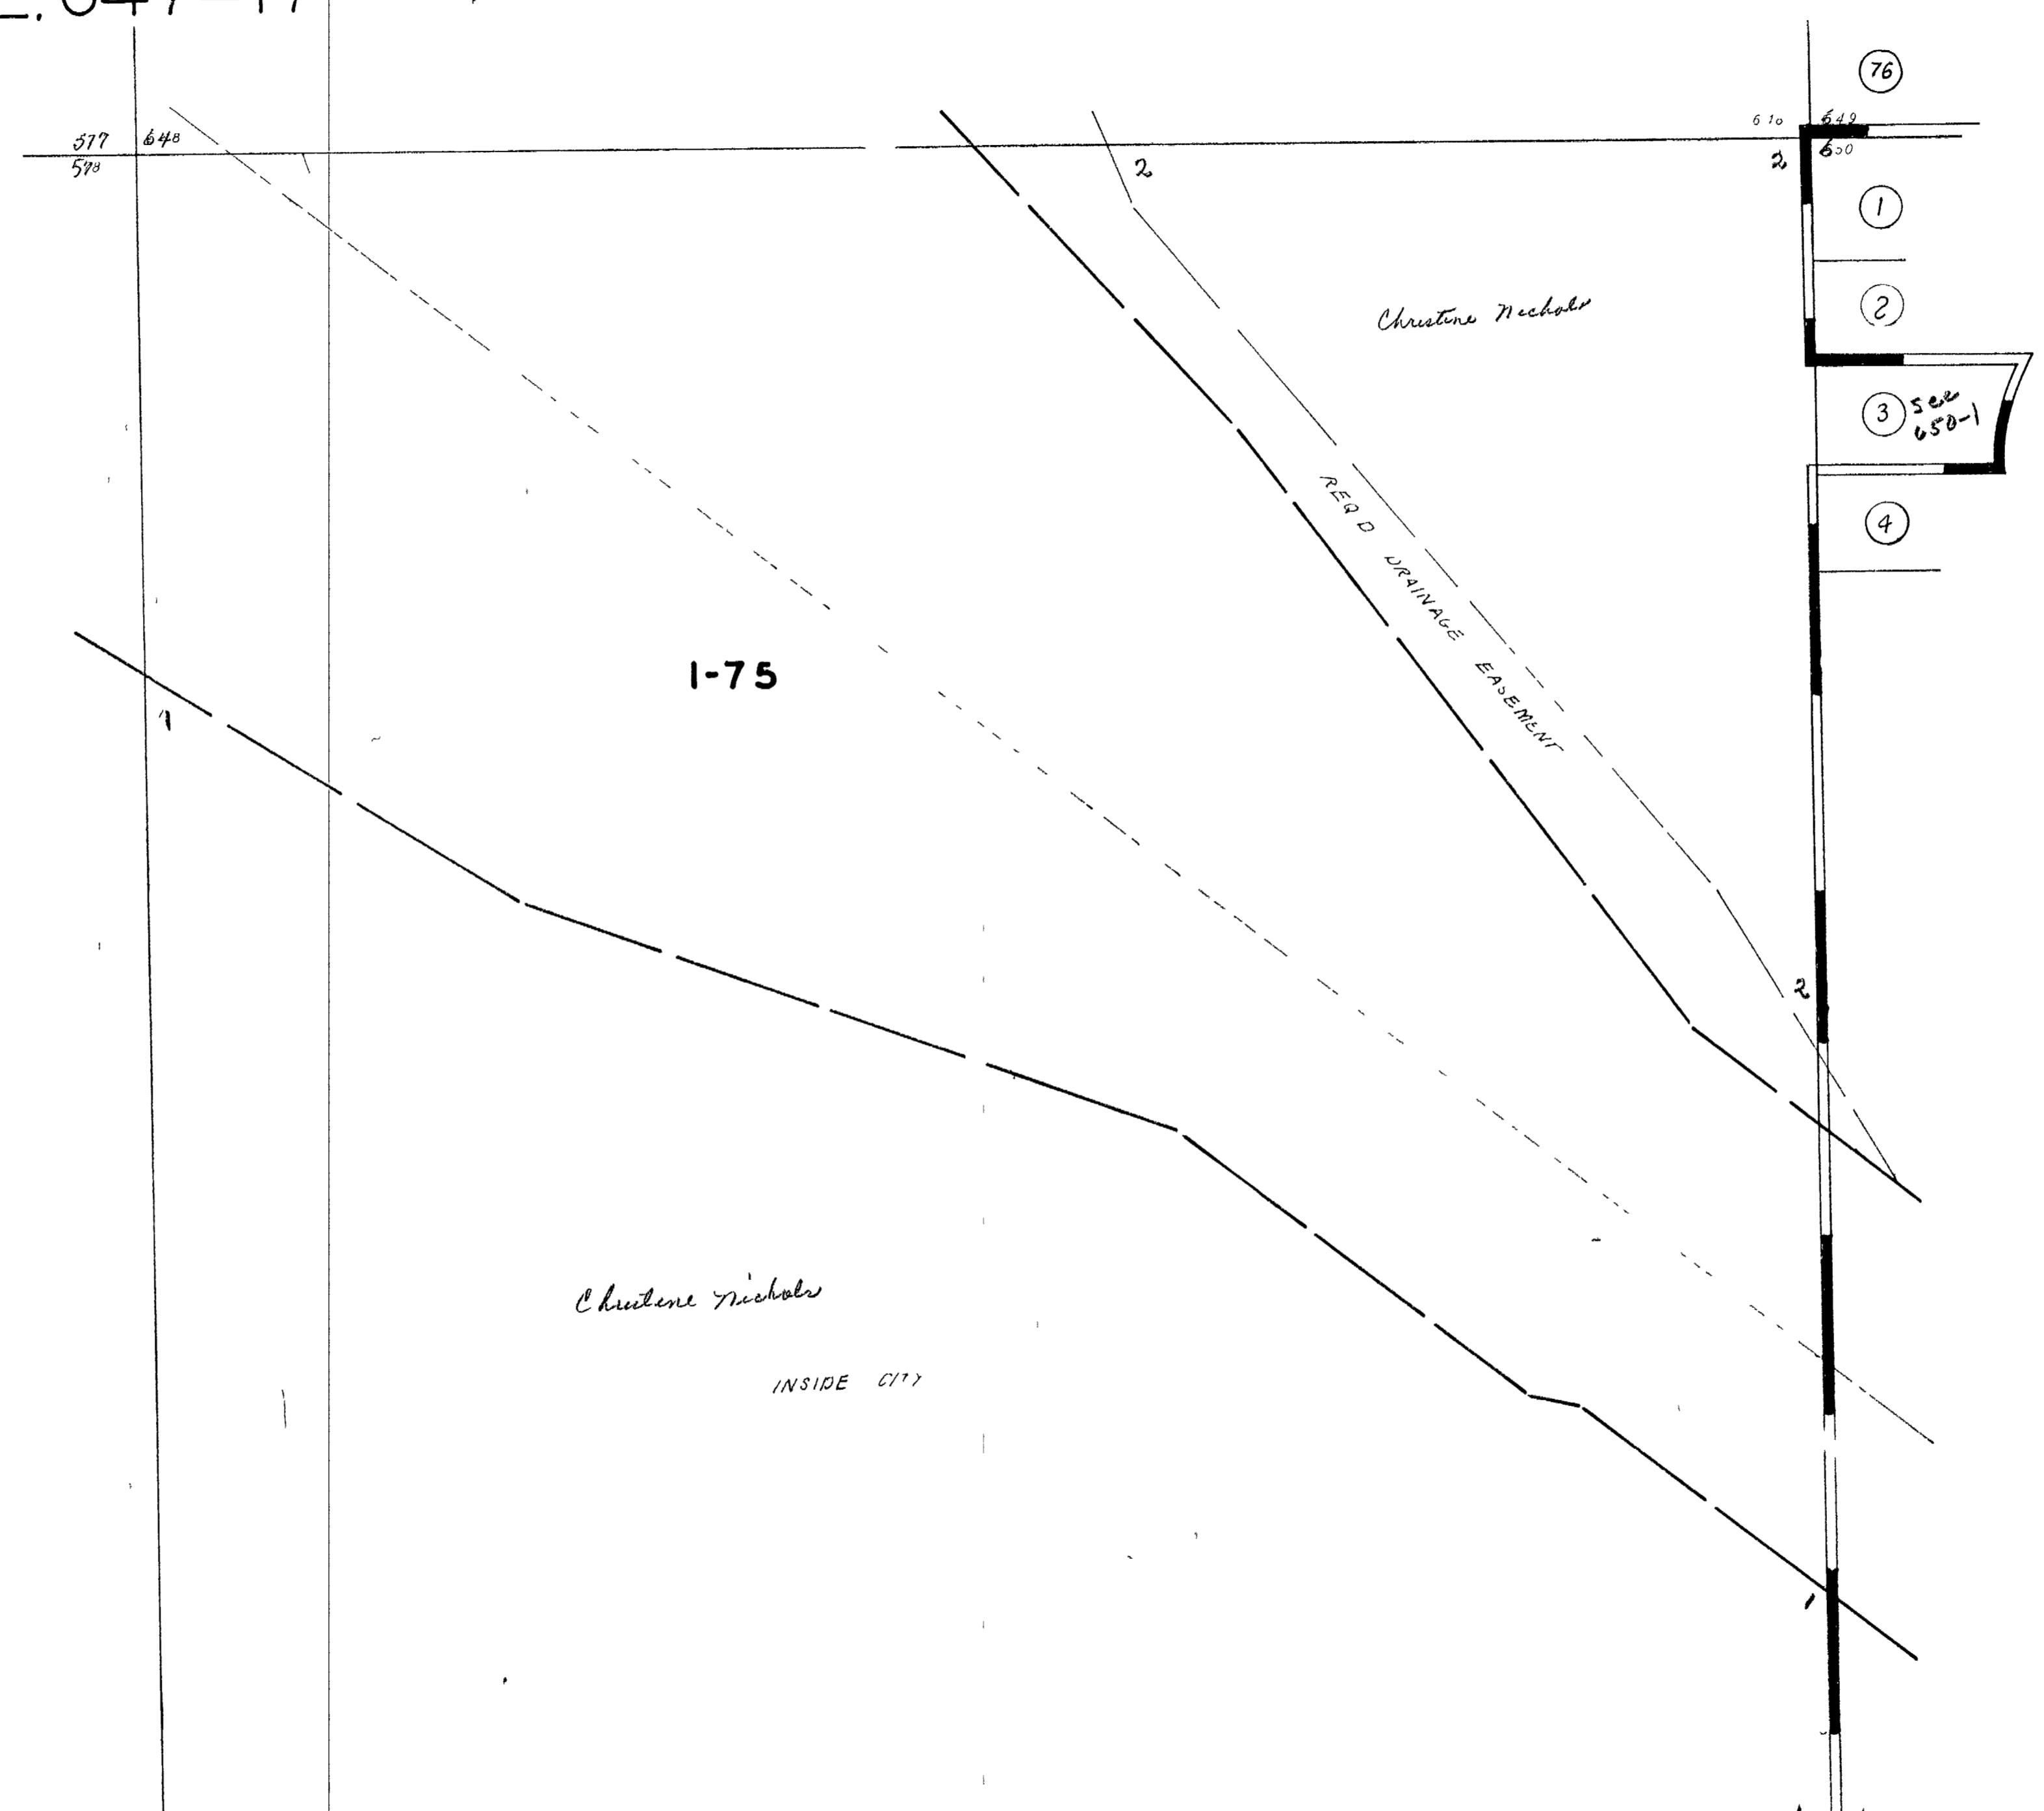 76
577 648
578
610 649
650
2
2
1
Christine Nichols
2
3 see
650-1
4
REQ'D DRAINAGE EASEMENT
I-75
1
2
Christine Nichols
INSIDE CITY
1